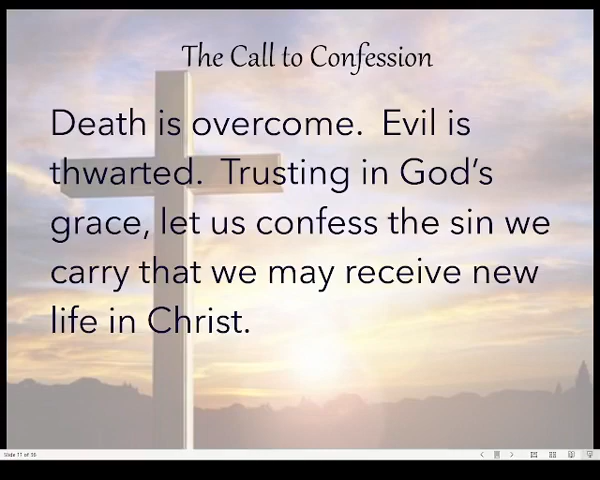 The Call to Confession
Death is overcome.  Evil is
thwarted.  Trusting in God’s
grace, let us confess the sin we
carry that we may receive new
life in Christ.